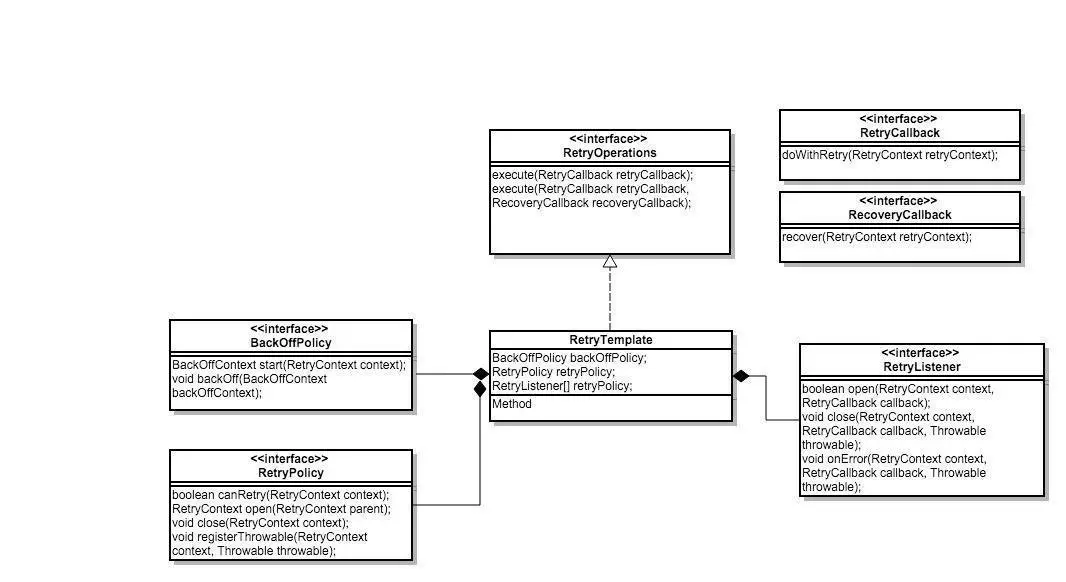 <<interface>>
RetryCallback
doWithRetry(RetryContext retryContext);
<<interface>>
RetryOperations
execute(RetryCallback retryCallback);
execute(RetryCallback retryCallback,
RecoveryCallback recoveryCallback);
<<interface>>
RecoveryCallback
recover(RetryContext retryContext);
<<interface>>
BackOffPolicy
BackOffContext start(RetryContext context);
void backOff(BackOffContext
backOffContext);
RetryTemplate
BackOffPolicy backOffPolicy;
RetryPolicy retryPolicy;
RetryListener[] retryPolicy;
Method
<<interface>>
RetryListener
boolean open(RetryContext context,
RetryCallback callback);
void close(RetryContext context,
RetryCallback callback, Throwable
throwable);
void onError(RetryContext context,
RetryCallback callback, Throwable
throwable);
<<interface>>
RetryPolicy
boolean canRetry(RetryContext context);
RetryContext open(RetryContext parent);
void close(RetryContext context);
void registerThrowable(RetryContext
context, Throwable throwable);